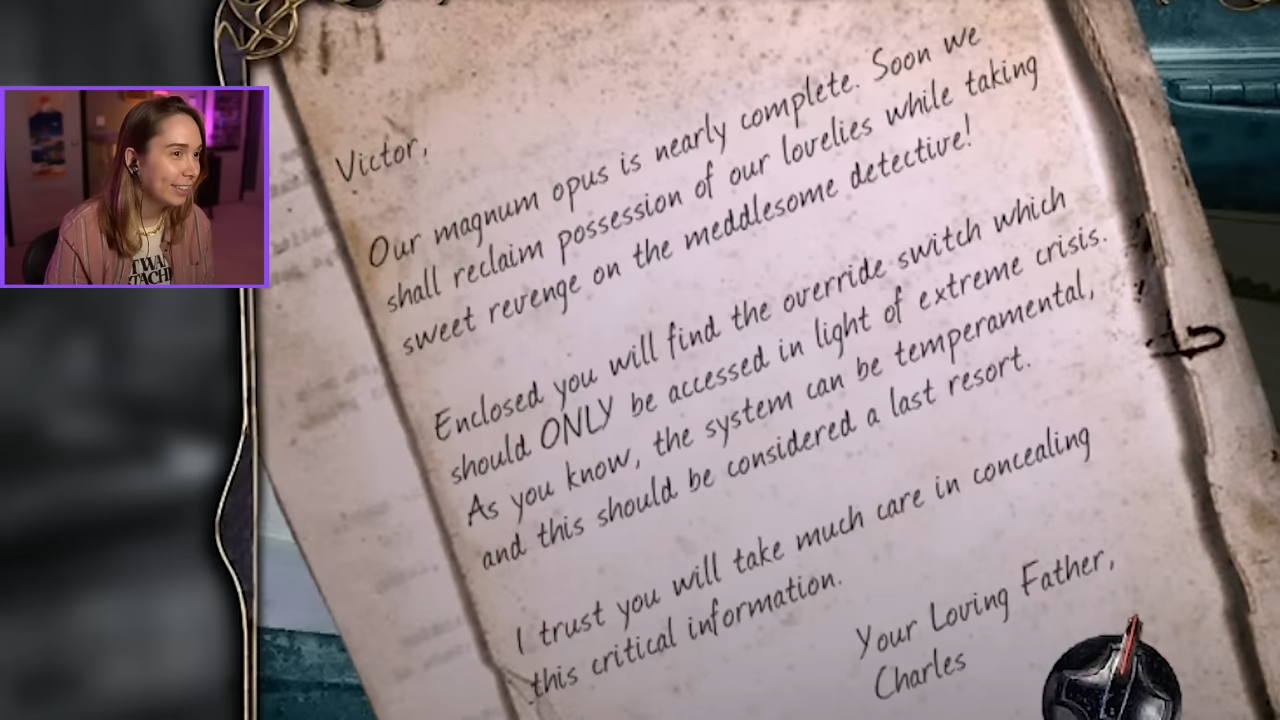 Victor,
Our magnum opus is nearly complete. Soon we
shall reclaim possession of our lovelies while taking
sweet revenge on the meddlesome detective!
Enclosed you will find the override switch which
should ONLY be accessed in light of extreme crisis.
As you know, the system can be temperamental,
and this should be considered a last resort.
I trust you will take much care in concealing
this critical information.
Your Loving Father,
Charles